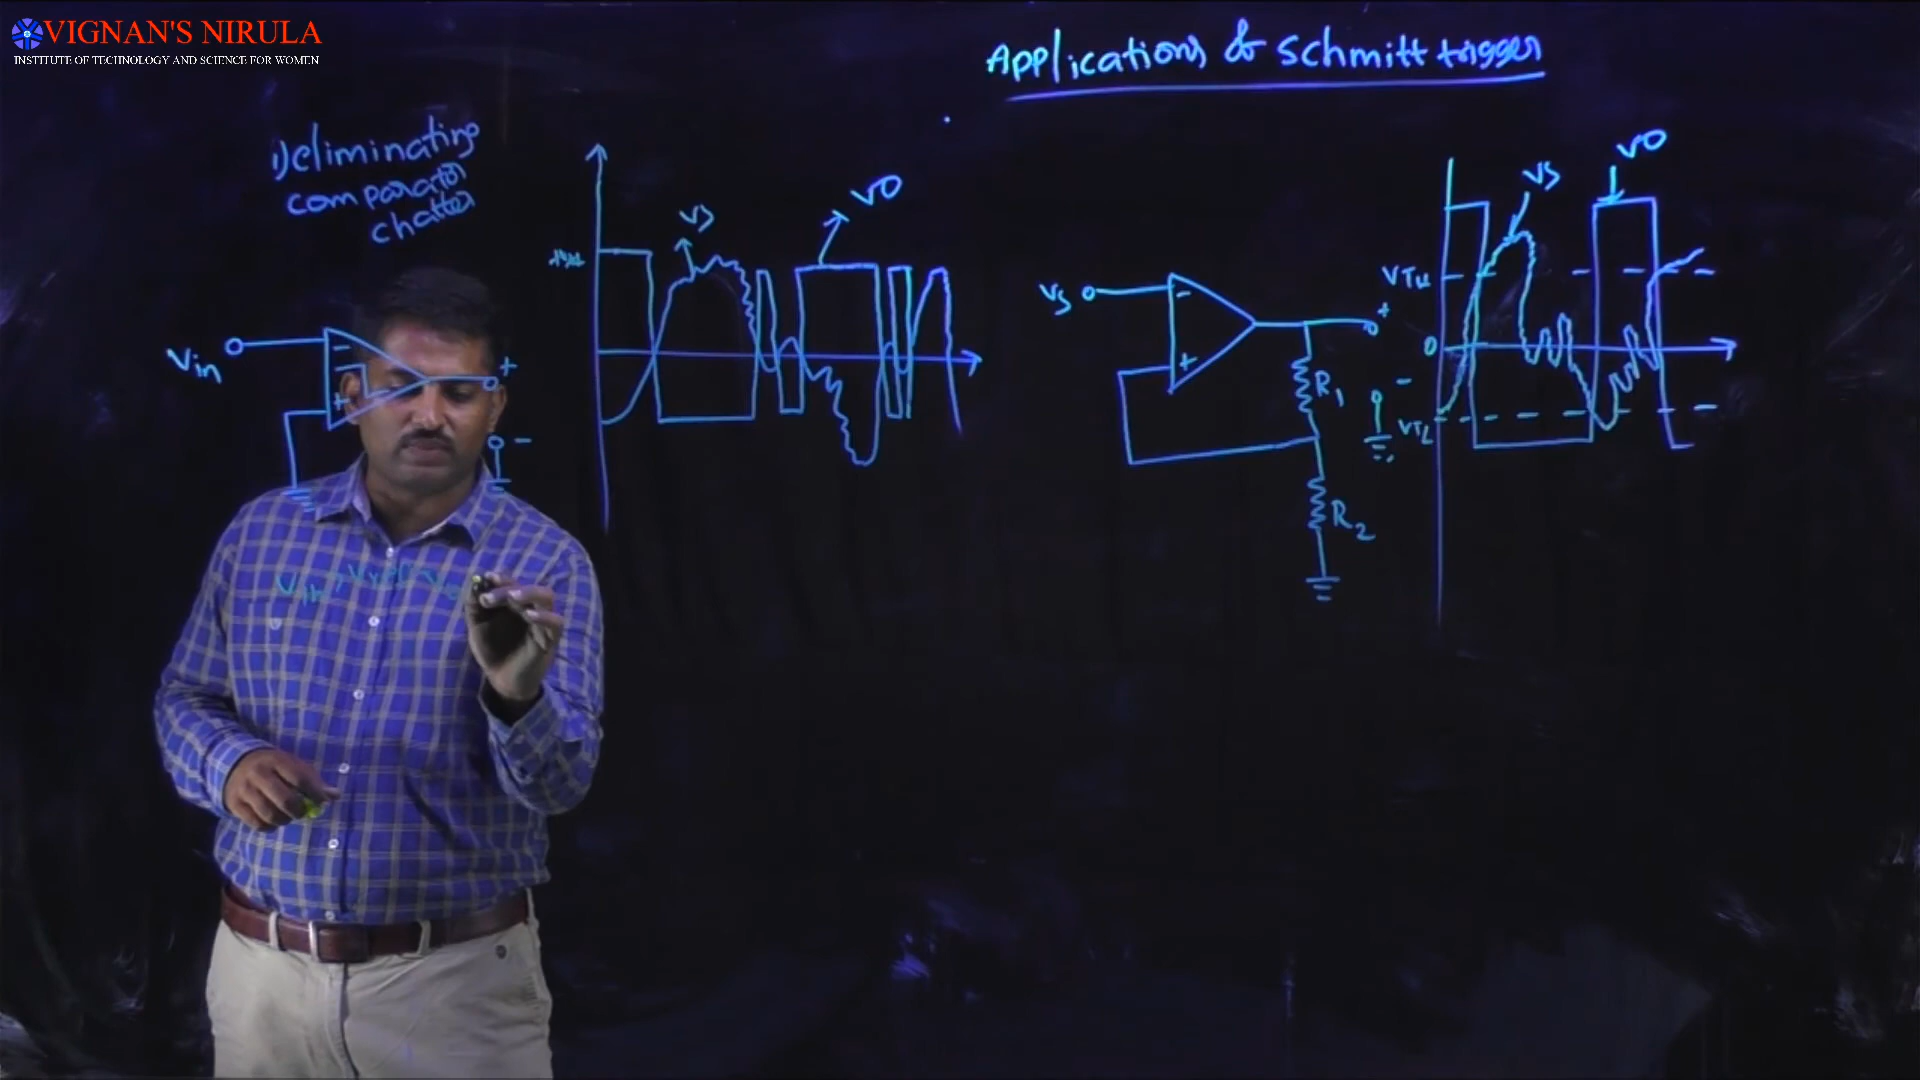 VIGNAN'S NIRULA
INSTITUTE OF TECHNOLOGY AND SCIENCE FOR WOMEN
Applications & Schmitt trigger
1) eliminating
comparator
chatter
Vin
-
+
+
-
VS
VO
VS
-
+
+
-
R1
R2
VTU
0
VTL
VS
VO